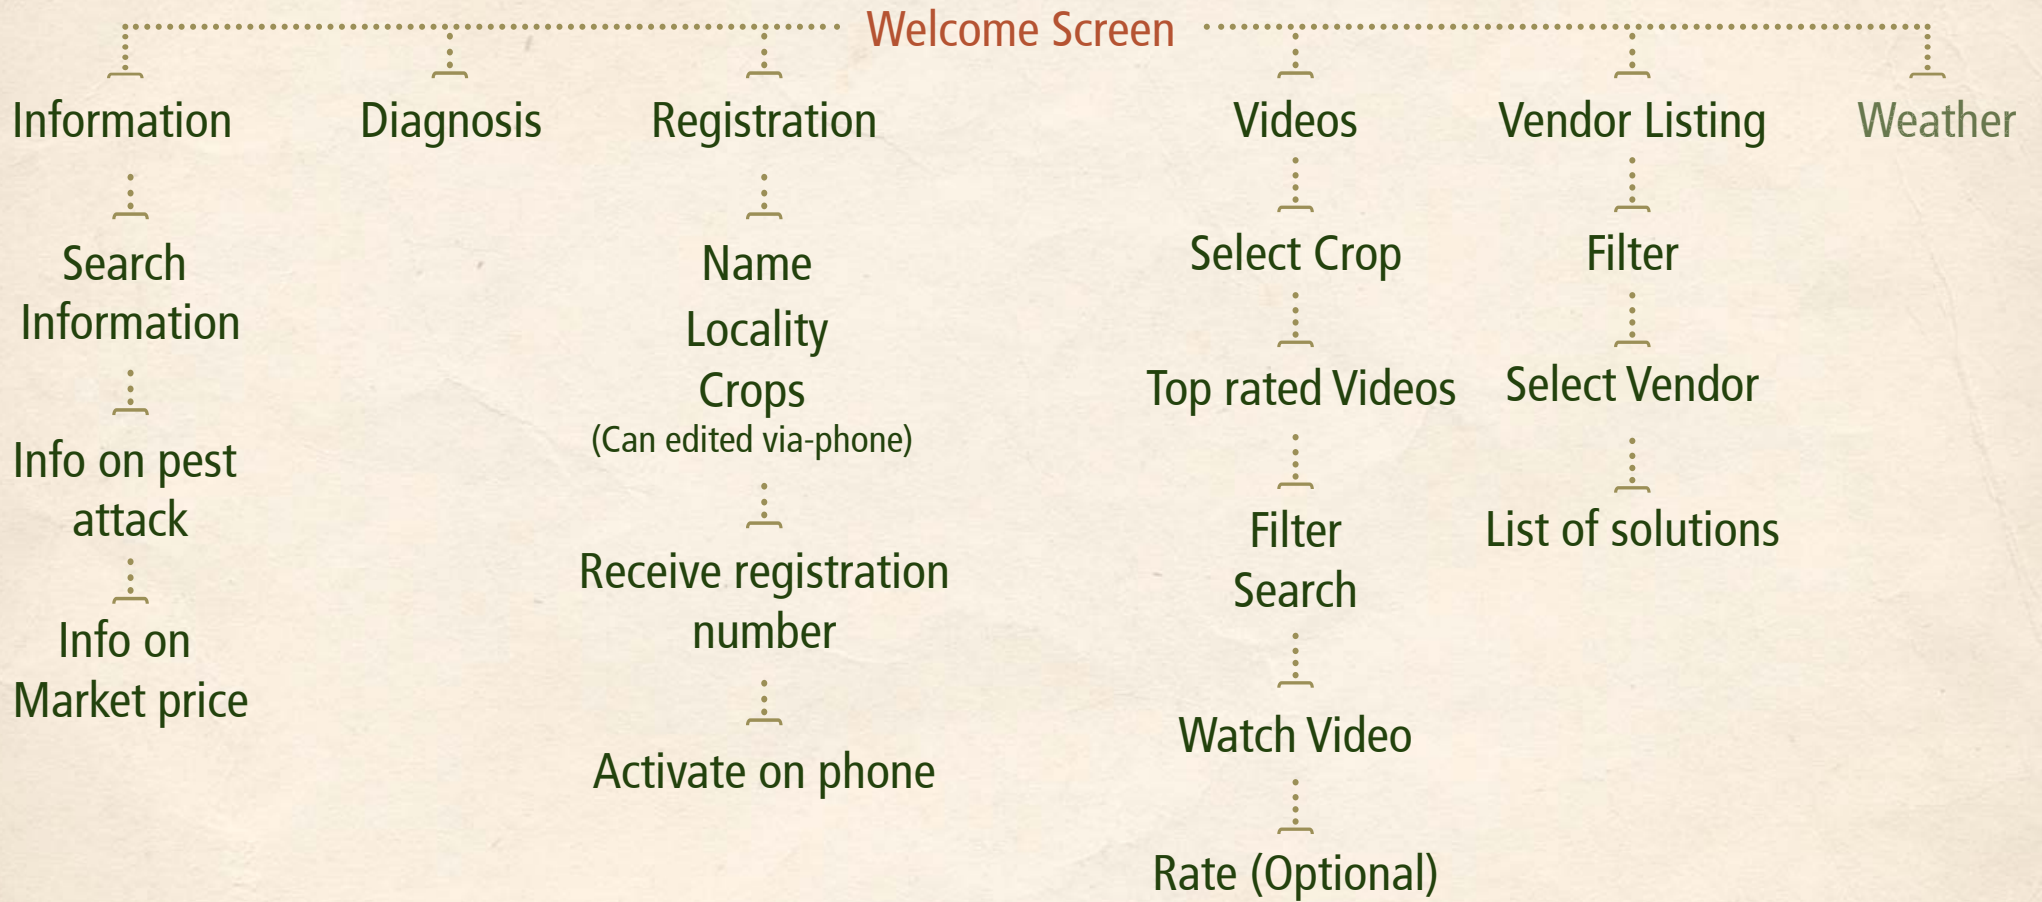 Welcome Screen
Information
Diagnosis
Registration
Videos
Vendor Listing
Weather
Search
Information
Info on pest
attack
Info on
Market price
Name
Locality
Crops
(Can edited via-phone)
Receive registration
number
Activate on phone
Select Crop
Top rated Videos
Filter
Search
Watch Video
Rate (Optional)
Filter
Select Vendor
List of solutions